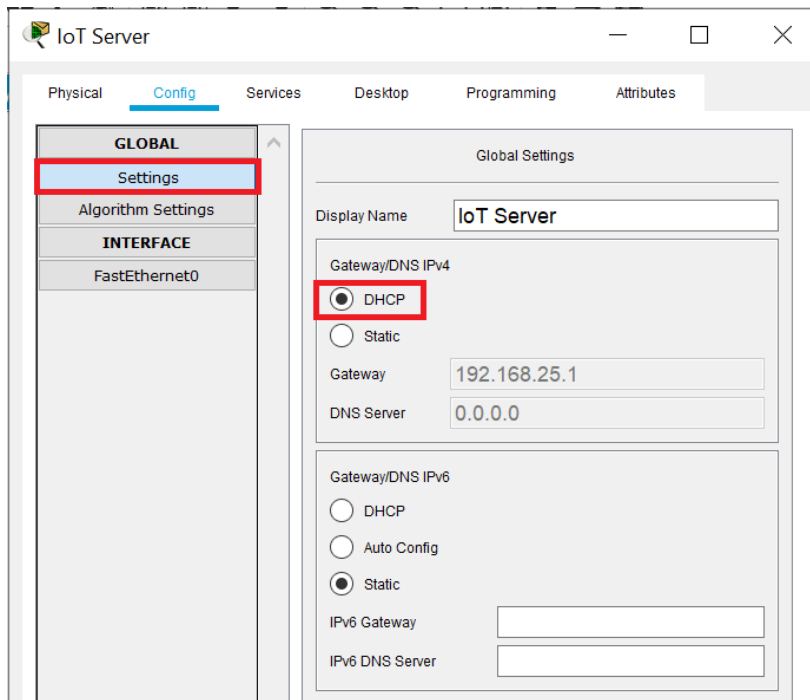 IoT Server
Physical Config Services Desktop Programming Attributes
GLOBAL
Settings
Algorithm Settings
INTERFACE
FastEthernet0
Global Settings
Display Name IoT Server
Gateway/DNS IPv4
DHCP
Static
Gateway 192.168.25.1
DNS Server 0.0.0.0
Gateway/DNS IPv6
DHCP
Auto Config
Static
IPv6 Gateway
IPv6 DNS Server